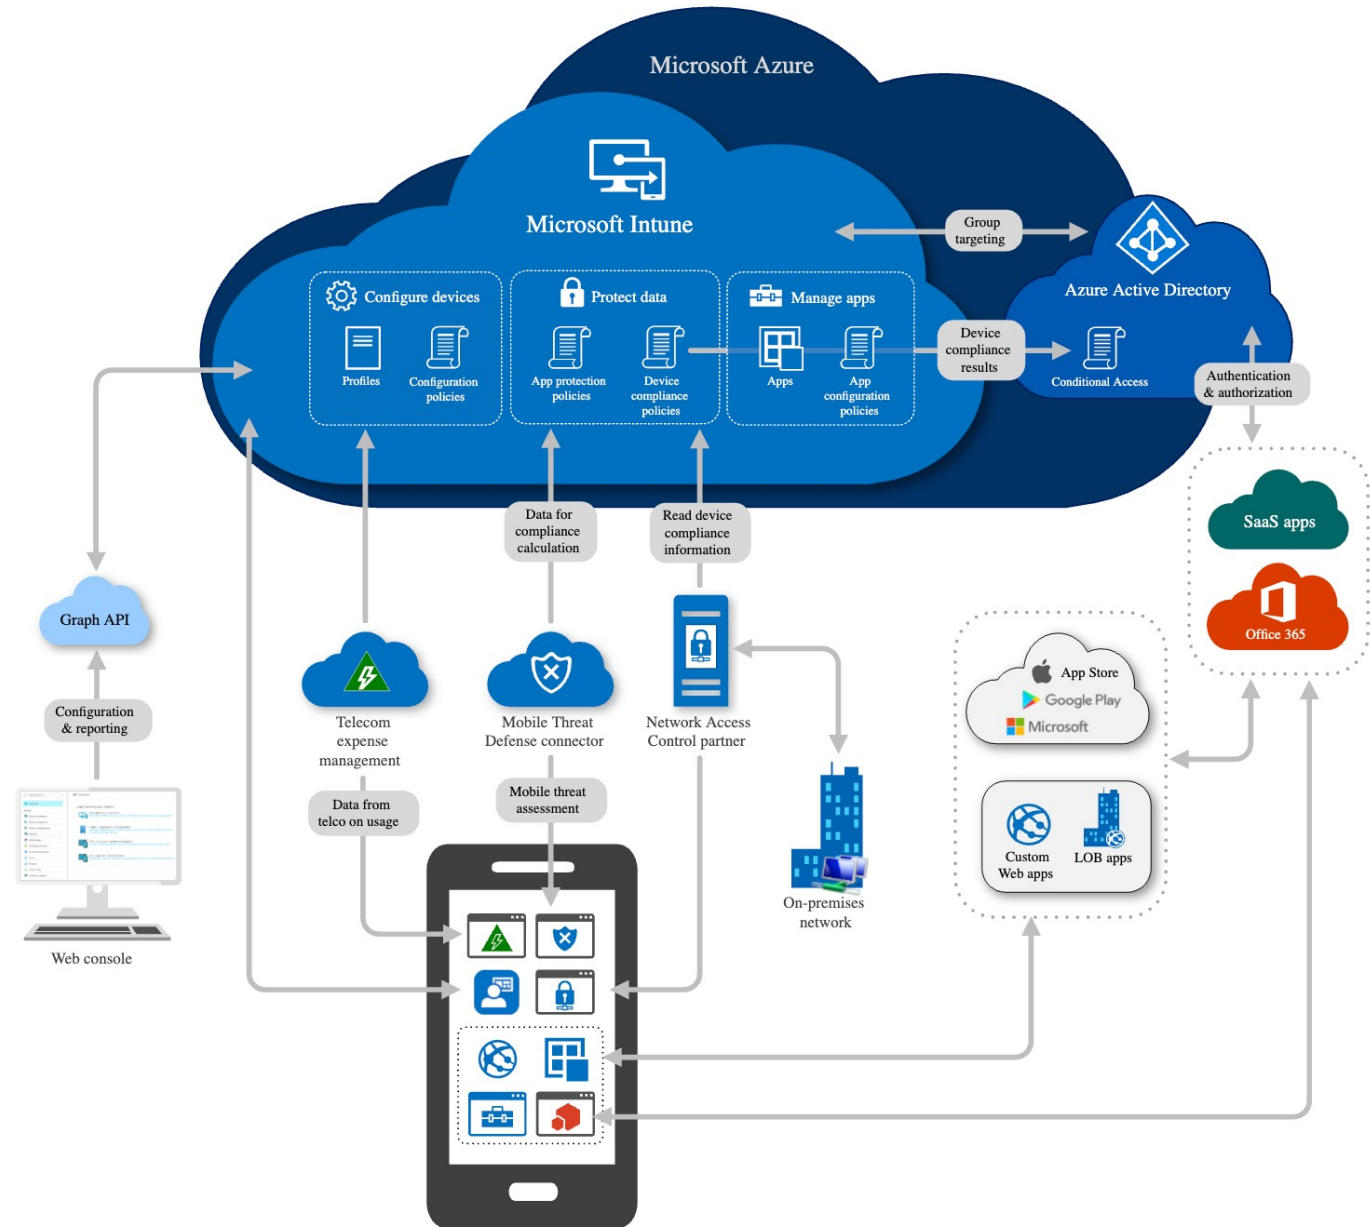 Microsoft Azure
Microsoft Intune
Group
targeting
Azure Active Directory
Configure devices
Protect data
Manage apps
Profiles
Configuration
policies
App protection
policies
Device
compliance
policies
Apps
App
configuration
policies
Device
compliance
results
Conditional Access
Authentication
& authorization
Data for
compliance
calculation
Read device
compliance
information
SaaS apps
Office 365
Graph API
Configuration
& reporting
Telecom
expense
management
Mobile Threat
Defense connector
Network Access
Control partner
App Store
Google Play
Microsoft
Data from
telco on usage
Mobile threat
assessment
Custom
Web apps
LOB apps
On-premises
network
Web console